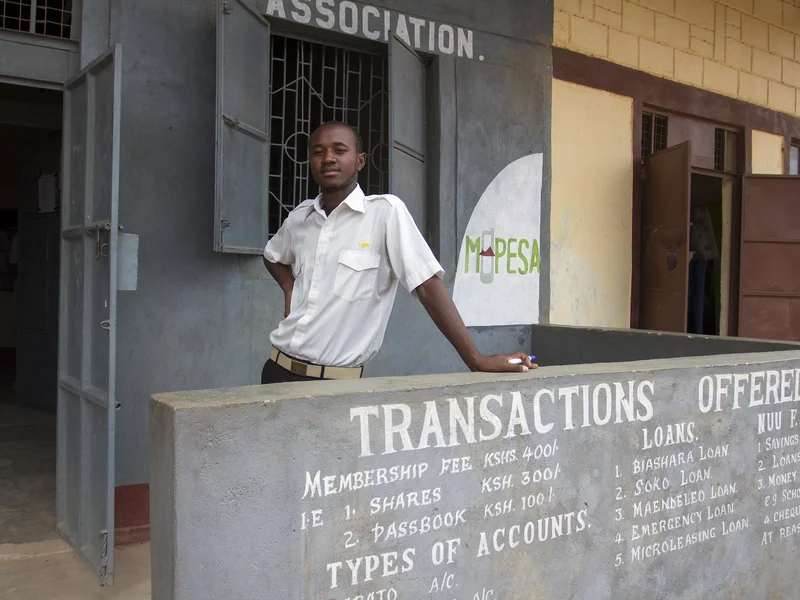 ASSOCIATION.
M PESA
TRANSACTIONS OFFERED
MEMBERSHIP FEE KSHS. 400/-
I.E 1. SHARES KSH. 300/-
2. PASSBOOK KSH. 100/-
TYPES OF ACCOUNTS.
A/C.
A/C.
LOANS.
1. BIASHARA LOAN
2. SOKO LOAN
3. MAENDELEO LOAN.
4. EMERGENCY LOAN.
5. MICROLEASING LOAN.
NUU F.
1 SAVINGS
2. LOANS
3. MONEY
4. CHEQU
AT REAS